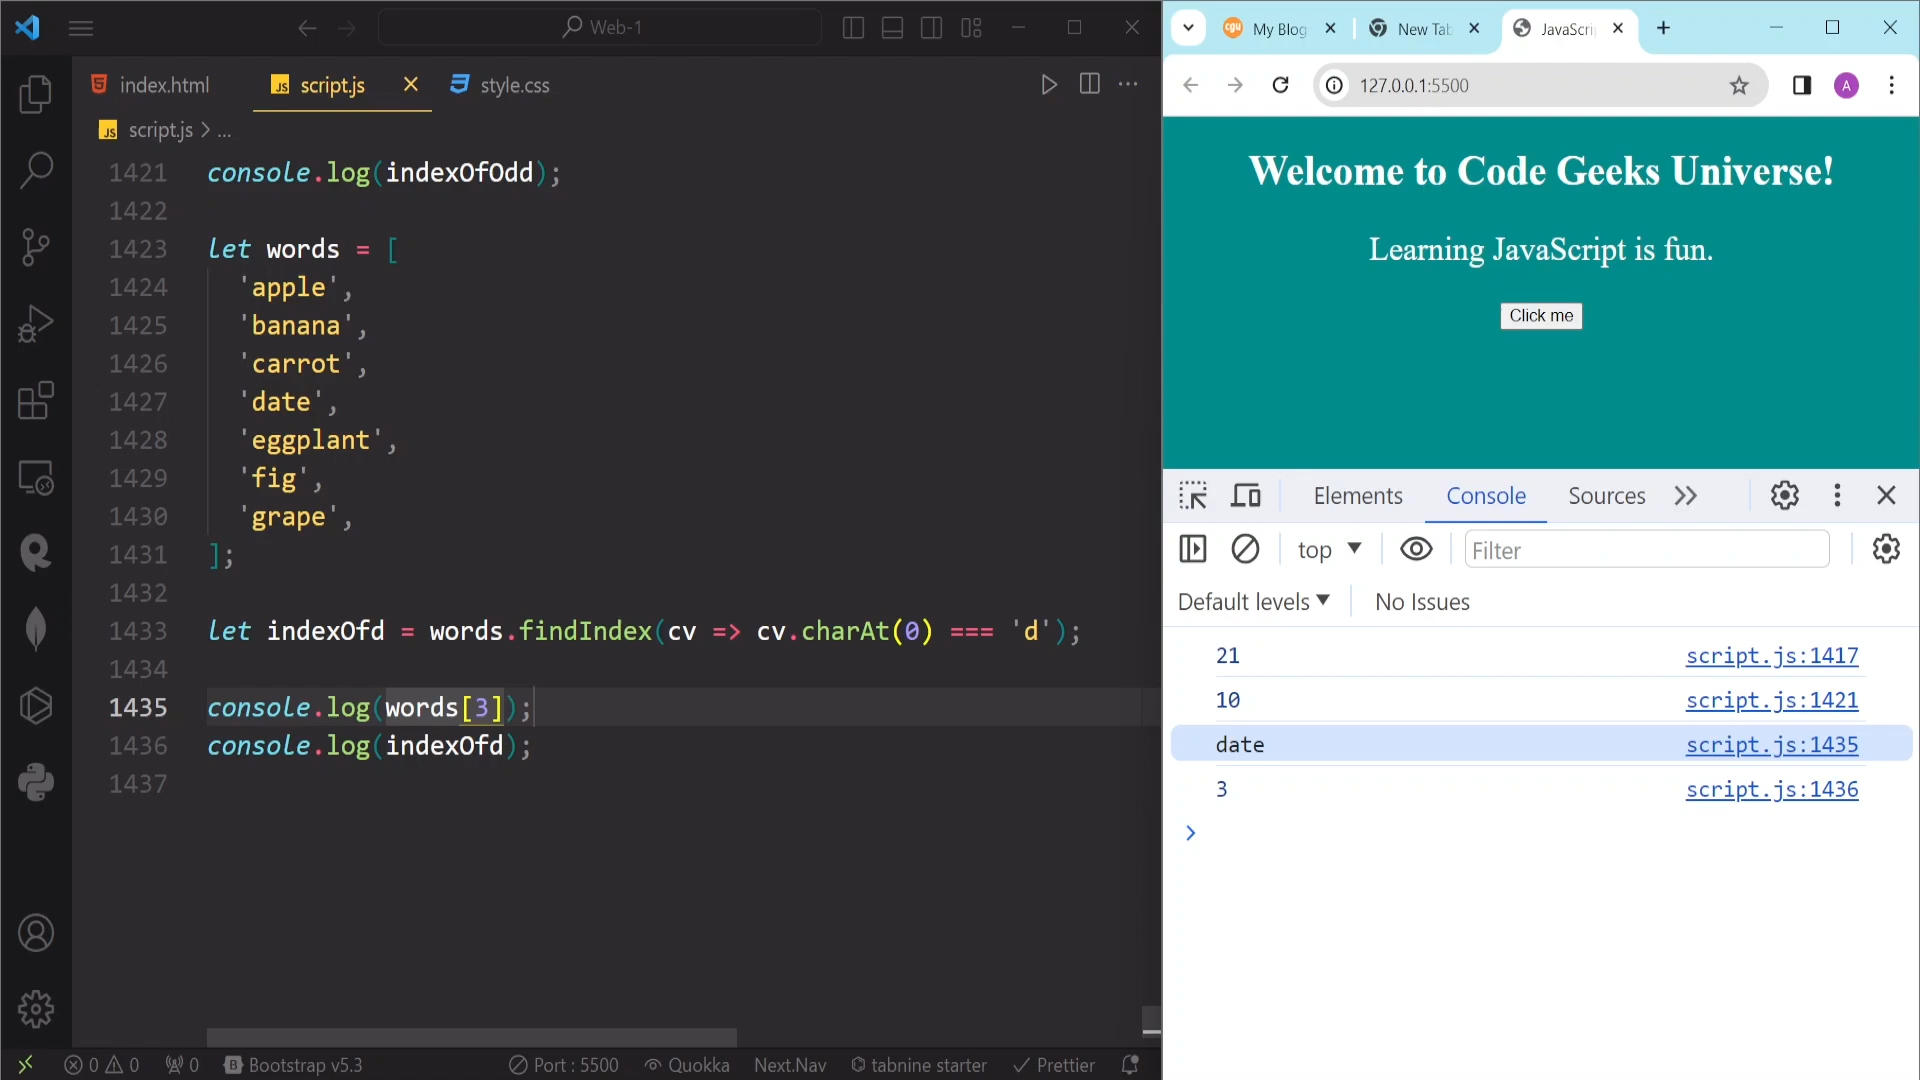 Web-1
index.html
script.js
style.css
script.js > ...
1421 console.log(indexOfOdd);
1422
1423 let words = [
1424 'apple',
1425 'banana',
1426 'carrot',
1427 'date',
1428 'eggplant',
1429 'fig',
1430 'grape',
1431 ];
1432
1433 let indexOfd = words.findIndex(cv => cv.charAt(0) === 'd');
1434
1435 console.log(words[3]);
1436 console.log(indexOfd);
1437
0 0 0 Bootstrap v5.3 Port : 5500 Quokka Next.Nav tabnine starter Prettier
My Blog New Tab JavaScri
127.0.0.1:5500
A
Welcome to Code Geeks Universe!
Learning JavaScript is fun.
Click me
Elements Console Sources
top Filter
Default levels No Issues
21 script.js:1417
10 script.js:1421
date script.js:1435
3 script.js:1436